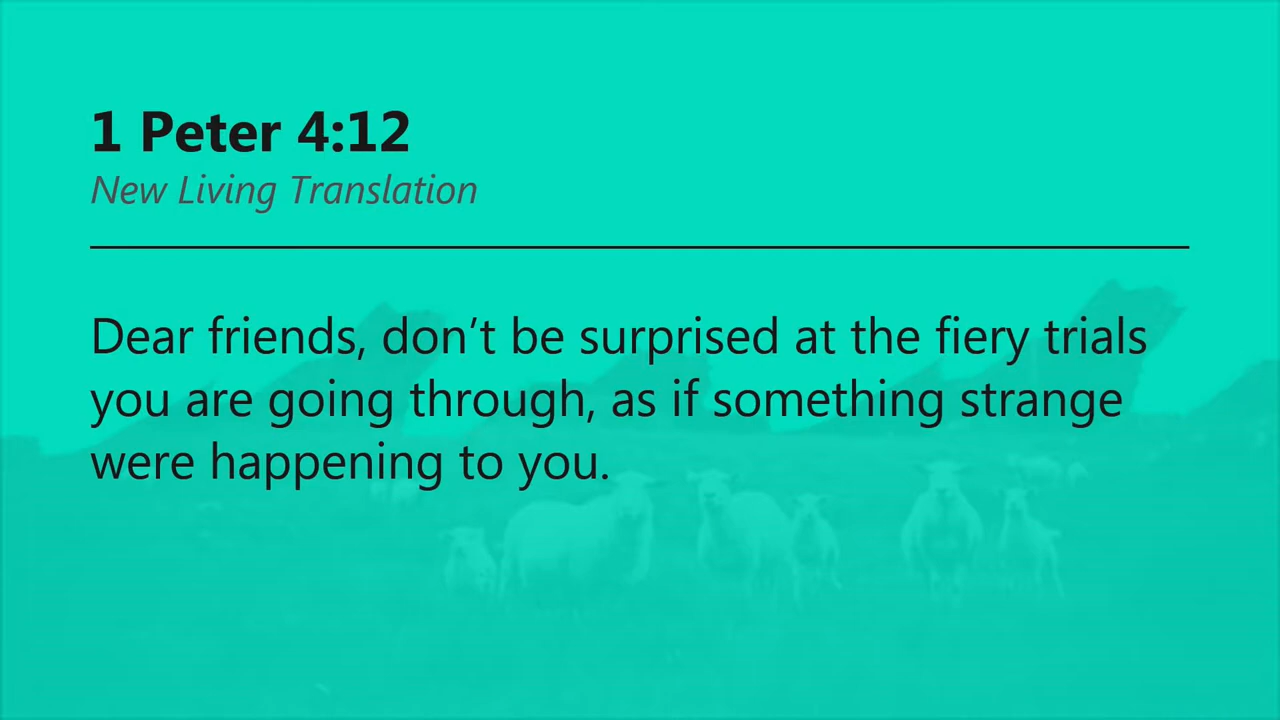 1 Peter 4:12
New Living Translation
Dear friends, don’t be surprised at the fiery trials
you are going through, as if something strange
were happening to you.